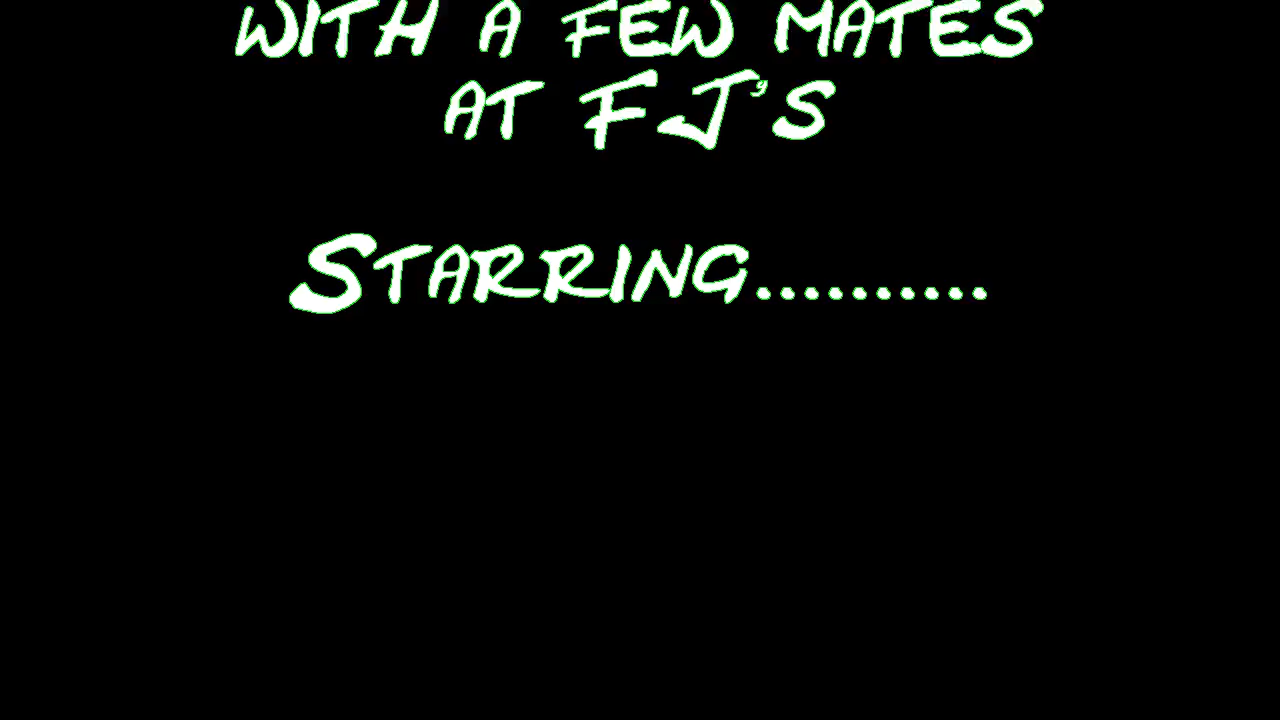 WITH A FEW MATES
AT FJ'S
STARRING..........